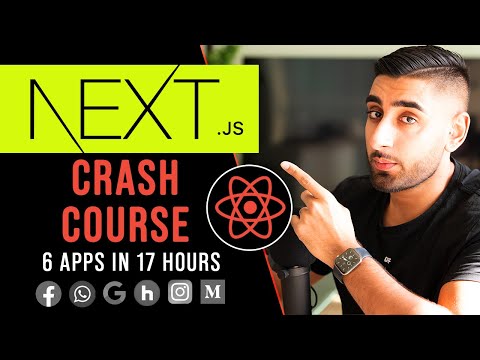 NEXT
.JS
CRASH
COURSE
6 APPS IN 17 HOURS
f G h M